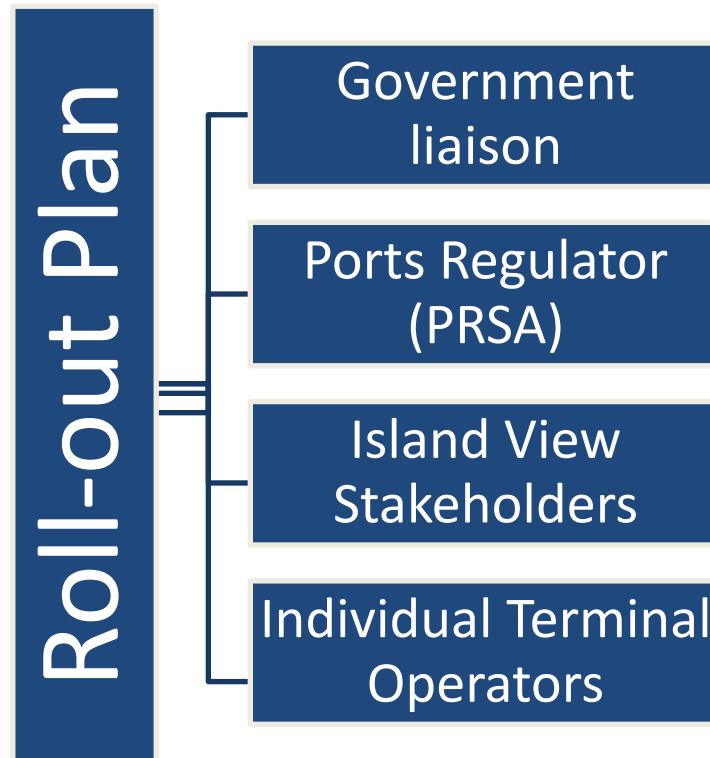 Roll-out Plan
Government
liaison
Ports Regulator
(PRSA)
Island View
Stakeholders
Individual Terminal
Operators